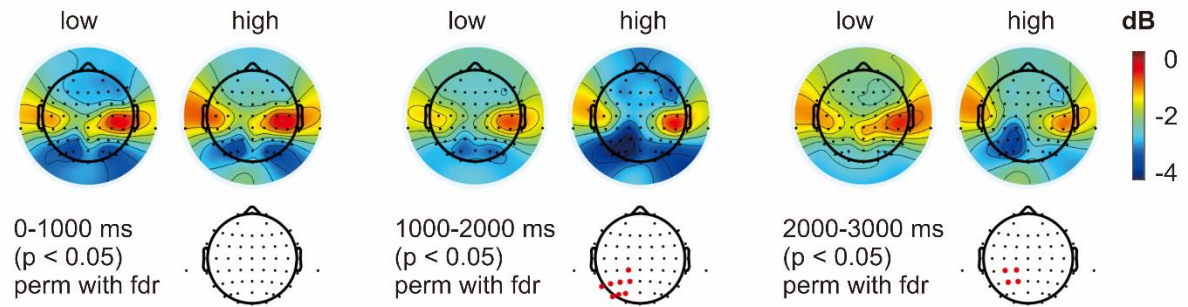 low high low high low high dB
0
-2
-4
0-1000 ms
(p < 0.05)
perm with fdr
1000-2000 ms
(p < 0.05)
perm with fdr
2000-3000 ms
(p < 0.05)
perm with fdr